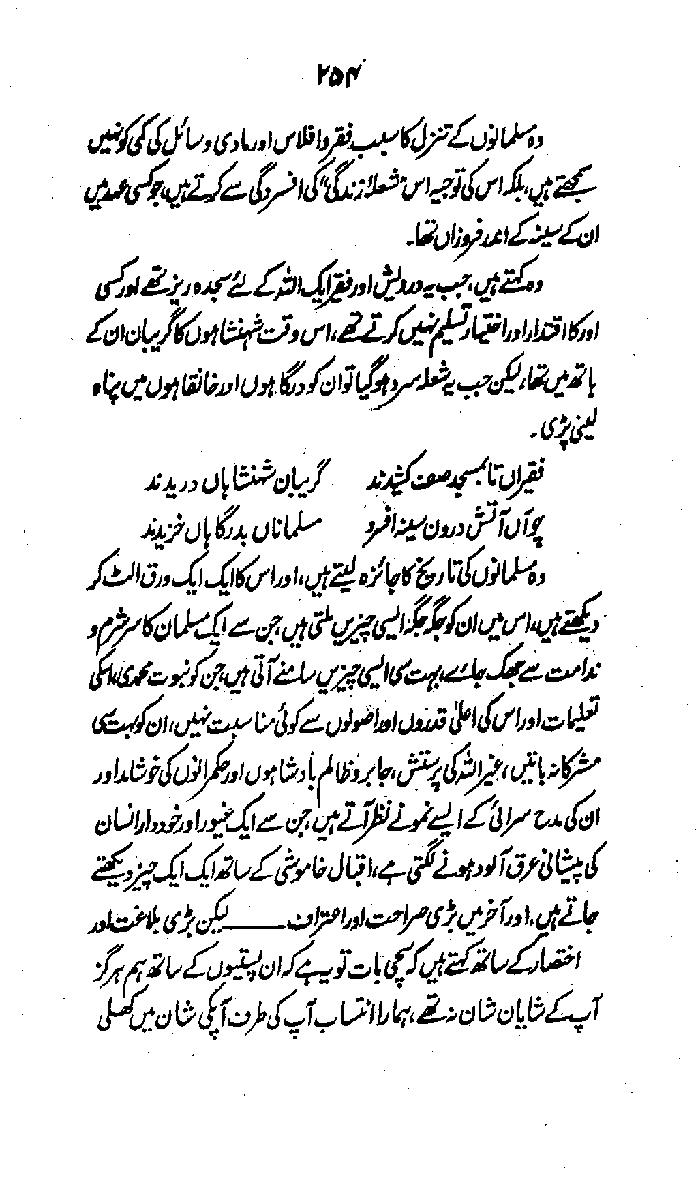 ۲۵۴
وہ مسلمانوں کے تنزل کا سبب فقر و افلاس اور مادی وسائل کی کمی کو نہیں
سمجھتے ہیں، بلکہ اس کی توجیہ اس "شعلۂ زندگی" کی افسردگی سے کرتے ہیں، جو کسی عہد میں
ان کے سینہ کے اندر فروزاں تھا۔
وہ کہتے ہیں، جب یہ درویش اور فقیر ایک اللہ کے لئے سجدہ ریز تھے اور کسی
اور کا اقتدار اور اختیار تسلیم نہیں کرتے تھے، اس وقت شہنشاہوں کا گریبان ان کے
ہاتھ میں تھا، لیکن جب یہ شعلہ سرد ہو گیا تو ان کو درگاہوں اور خانقاہوں میں پناہ
لینی پڑی۔
فقیراں تا بمسجد صف کشیدند گریبان شہنشاہاں دریدند
چو آں آتش درون سینہ افسرد مسلماناں بدرگاہاں خزیدند
وہ مسلمانوں کی تاریخ کا جائزہ لیتے ہیں، اور اس کا ایک ایک ورق الٹ کر
دیکھتے ہیں، اس میں ان کو جگہ جگہ ایسی چیزیں ملتی ہیں، جن سے ایک مسلمان کا سر شرم و
ندامت سے جھک جائے، بہت سی ایسی چیزیں سامنے آتی ہیں، جن کو نبوت محمدی، اسکی
تعلیمات اور اس کی اعلیٰ قدروں اور اصولوں سے کوئی مناسبت نہیں، ان کو بہت سی
مشرکانہ باتیں، غیر اللہ کی پرستش، جابر و ظالم بادشاہوں اور حکمرانوں کی خوشامد اور
ان کی مدح سرائی کے ایسے نمونے نظر آتے ہیں، جن سے ایک غیور اور خوددار انسان
کی پیشانی عرق آلود ہونے لگتی ہے، اقبال خاموشی کے ساتھ ایک ایک چیز دیکھتے
جاتے ہیں، اور آخر میں بڑی صراحت اور اعتراف ——— لیکن بڑی بلاغت اور
اختصار کے ساتھ کہتے ہیں کہ سچی بات تو یہ ہے کہ ان پستیوں کے ساتھ ہم ہرگز
آپ کے شایان شان نہ تھے، ہمارا انتساب آپ کی طرف آپکی شان میں کھلی